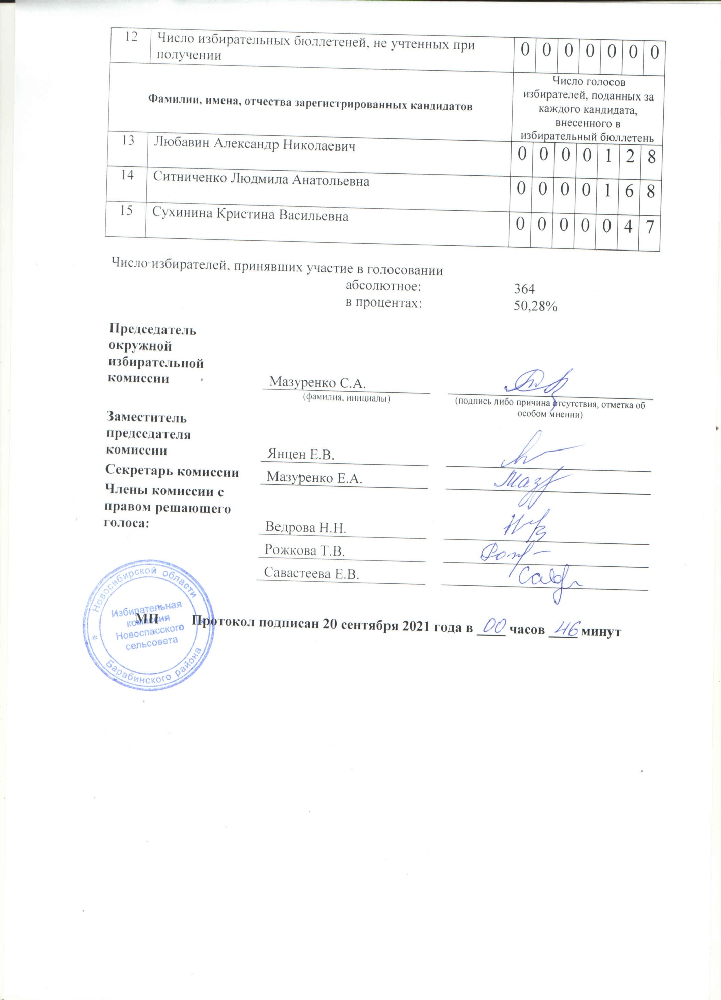 12 Число избирательных бюллетеней, не учтенных при
получении
0 0 0 0 0 0 0
Фамилии, имена, отчества зарегистрированных кандидатов
Число голосов
избирателей, поданных за
каждого кандидата,
внесенного в
избирательный бюллетень
13 Любавин Александр Николаевич 0 0 0 0 1 2 8
14 Ситниченко Людмила Анатольевна 0 0 0 0 1 6 8
15 Сухинина Кристина Васильевна 0 0 0 0 0 4 7
Число избирателей, принявших участие в голосовании
абсолютное: 364
в процентах: 50,28%
Председатель
окружной
избирательной
комиссии
Мазуренко С.А.
(фамилия, инициалы)
(подпись либо причина отсутствия, отметка об
особом мнении)
Заместитель
председателя
комиссии
Янцен Е.В.
Секретарь комиссии Мазуренко Е.А.
Члены комиссии с
правом решающего
голоса:
Ведрова Н.Н.
Рожкова Т.В.
Савастеева Е.В.
Новосибирской области
Избирательная
комиссия
Новоспасского
сельсовета
Барабинского района
МП Протокол подписан 20 сентября 2021 года в 00 часов 46 минут